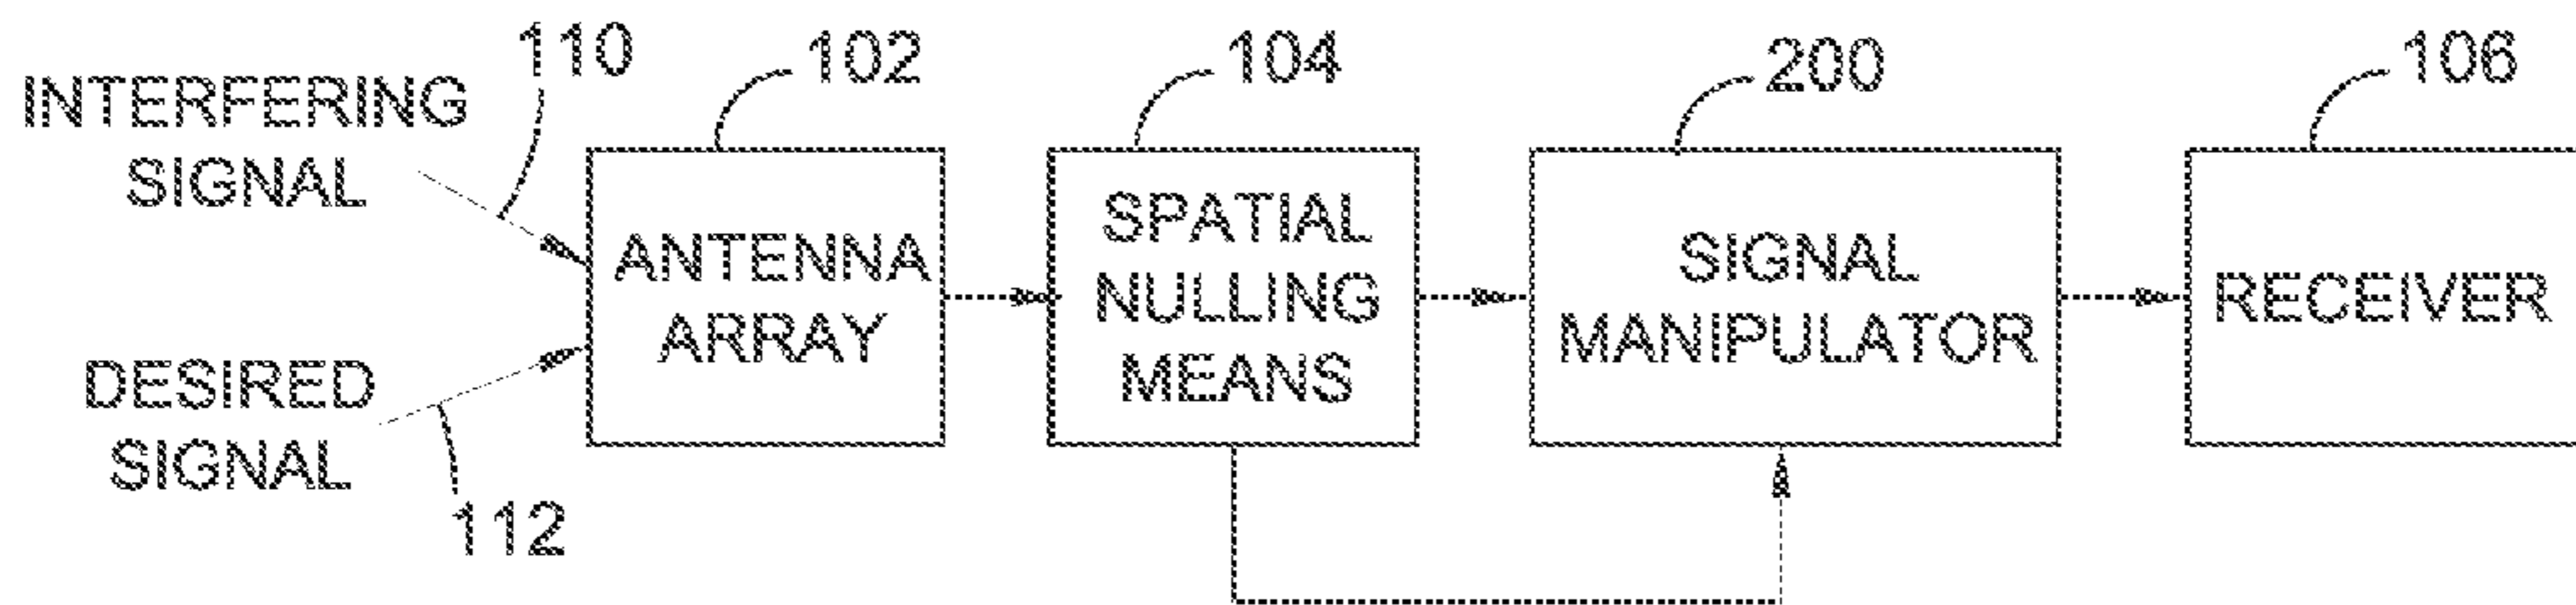 110
102
104
200
106
INTERFERING
SIGNAL
DESIRED
SIGNAL
112
ANTENNA
ARRAY
SPATIAL
NULLING
MEANS
SIGNAL
MANIPULATOR
RECEIVER